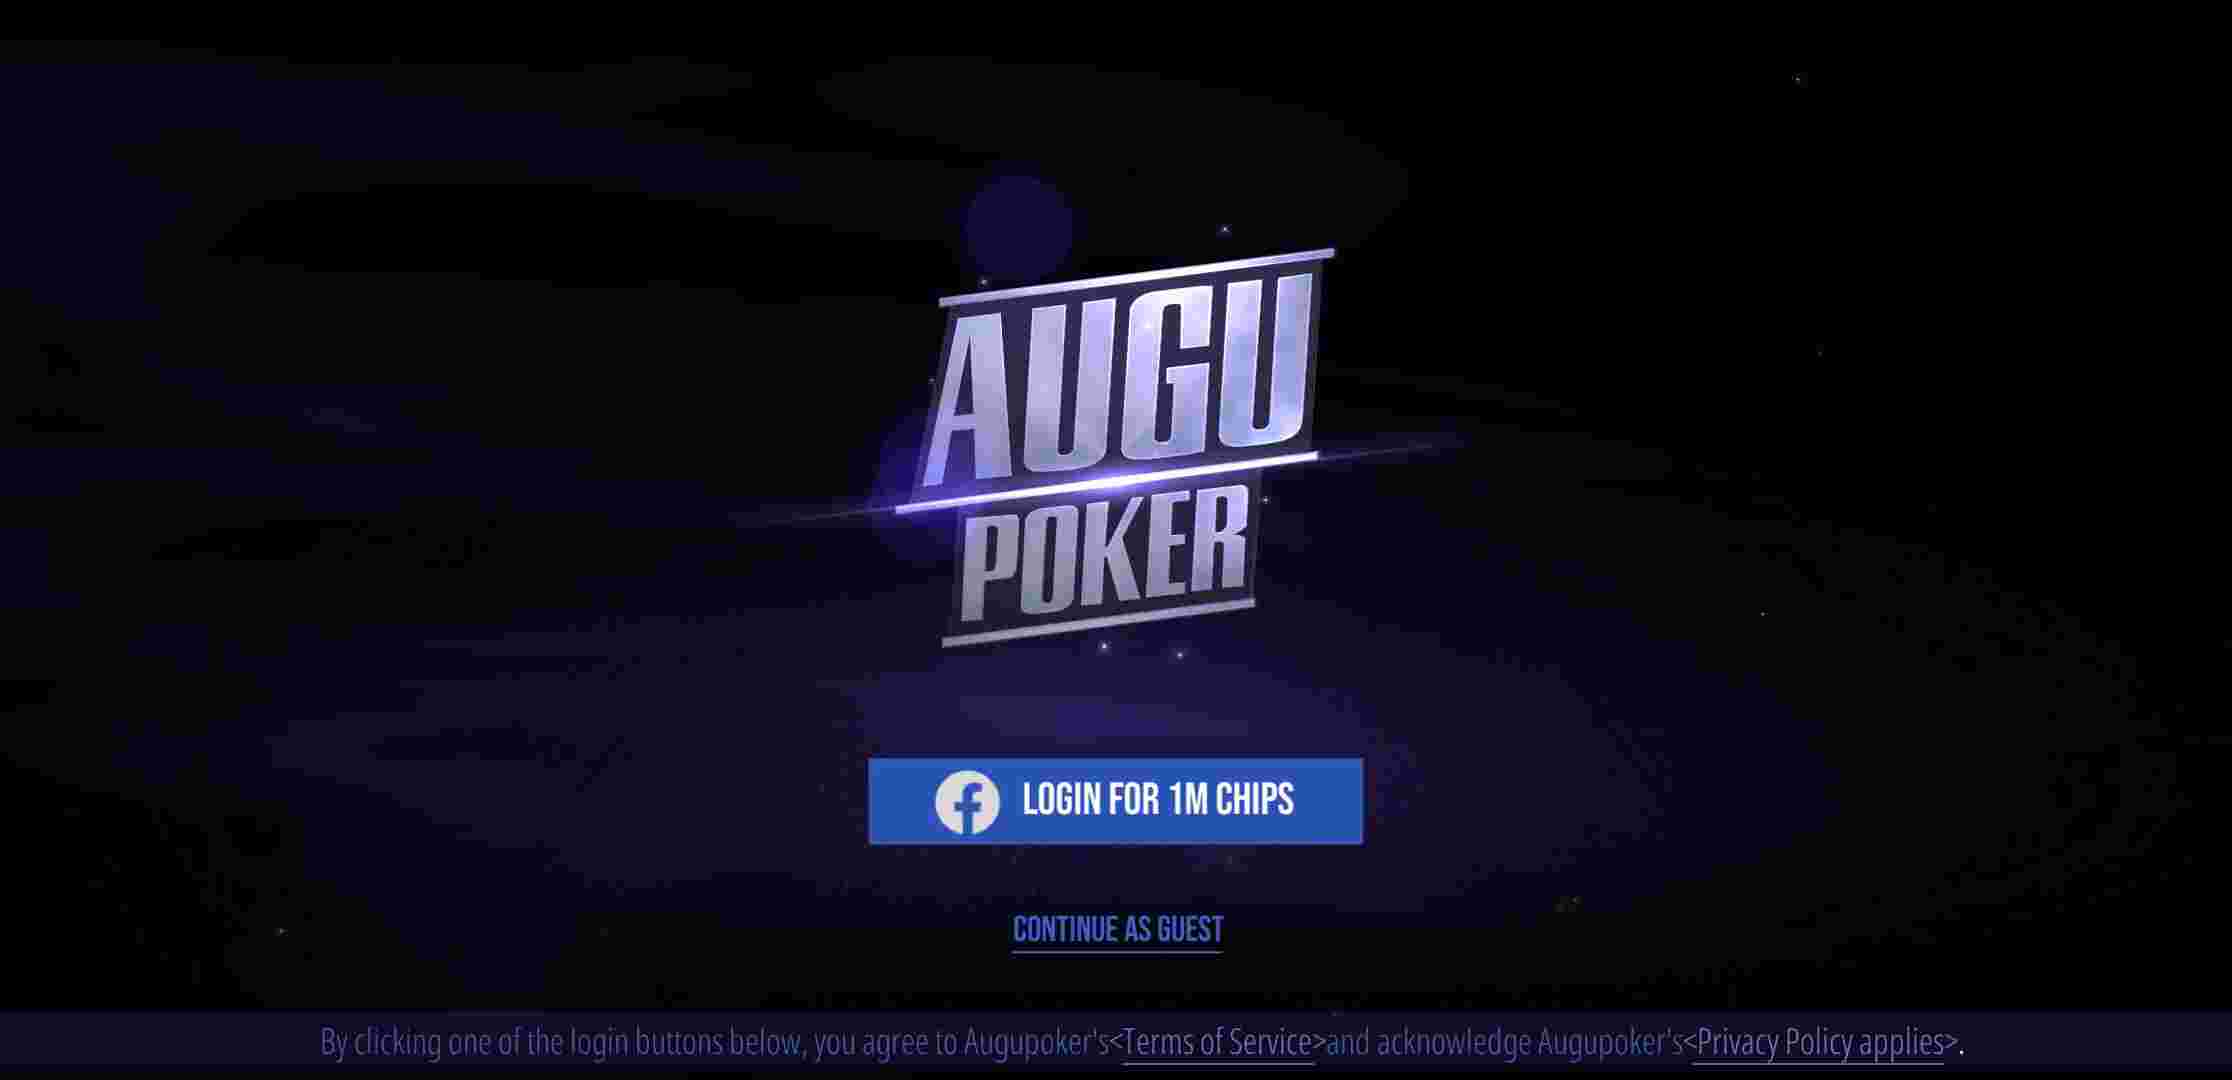 AUGU
POKER
LOGIN FOR 1M CHIPS
CONTINUE AS GUEST
By clicking one of the login buttons below, you agree to Augupoker's<Terms of Service>and acknowledge Augupoker's<Privacy Policy applies>.